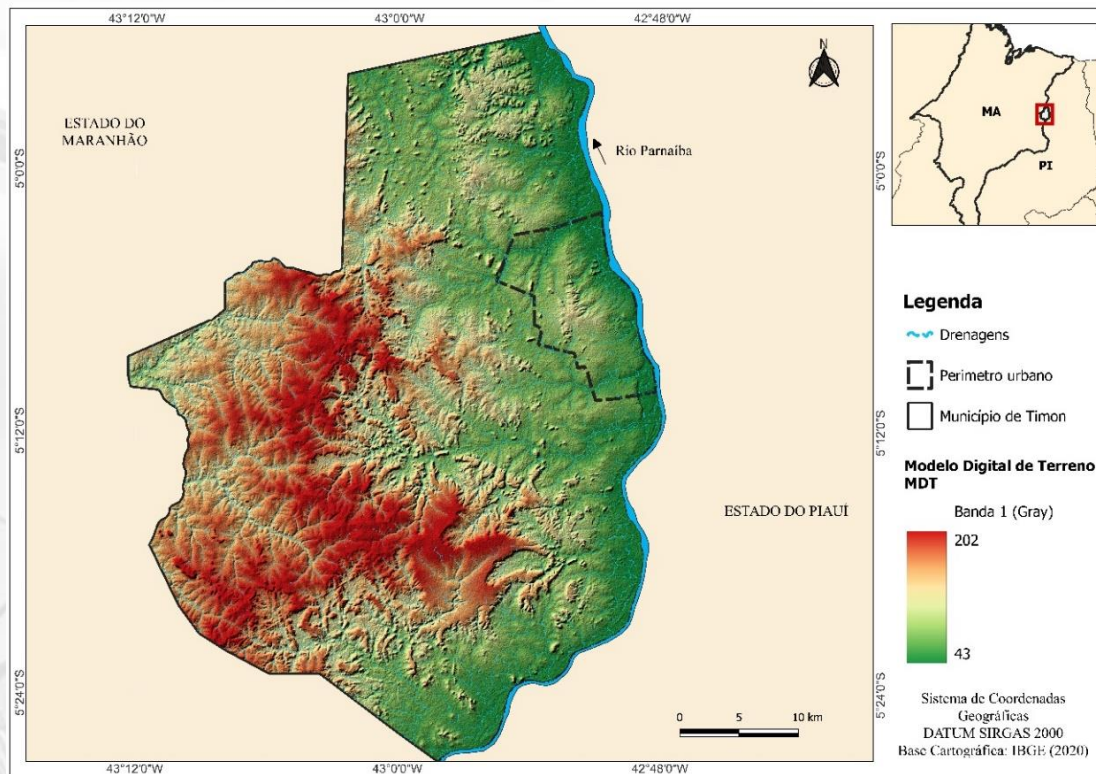 43°12'0"W
43°00'0"W
42°48'0"W
N
ESTADO DO
MARANHÃO
Rio Parnaíba
5°0'0"S
5°0'0"S
MA
PI
Legenda
Drenagens
Perimetro urbano
Município de Timon
5°12'0"S
5°12'0"S
Modelo Digital de Terreno
MDT
ESTADO DO PIAUÍ
Banda 1 (Gray)
202
43
5°24'0"S
5°24'0"S
0 5 10 km
Sistema de Coordenadas
Geográficas
DATUM SIRGAS 2000
Base Cartográfica: IBGE (2020)
43°12'0"W
43°00'0"W
42°48'0"W